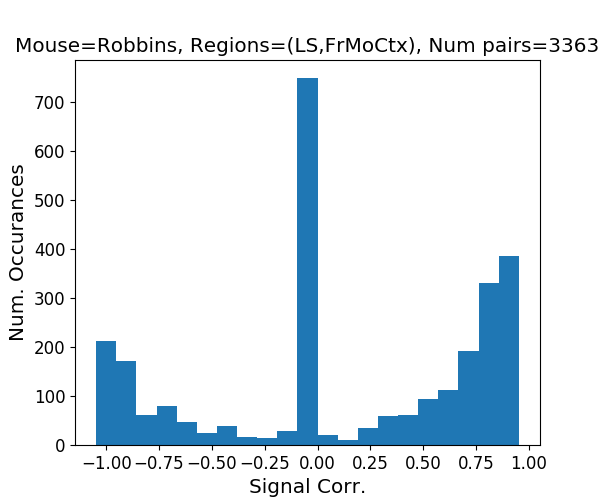 Mouse=Robbins, Regions=(LS,FrMoCtx), Num pairs=3363
700
600
500
400
300
200
100
0
Num. Occurances
−1.00 −0.75 −0.50 −0.25 0.00 0.25 0.50 0.75 1.00
Signal Corr.